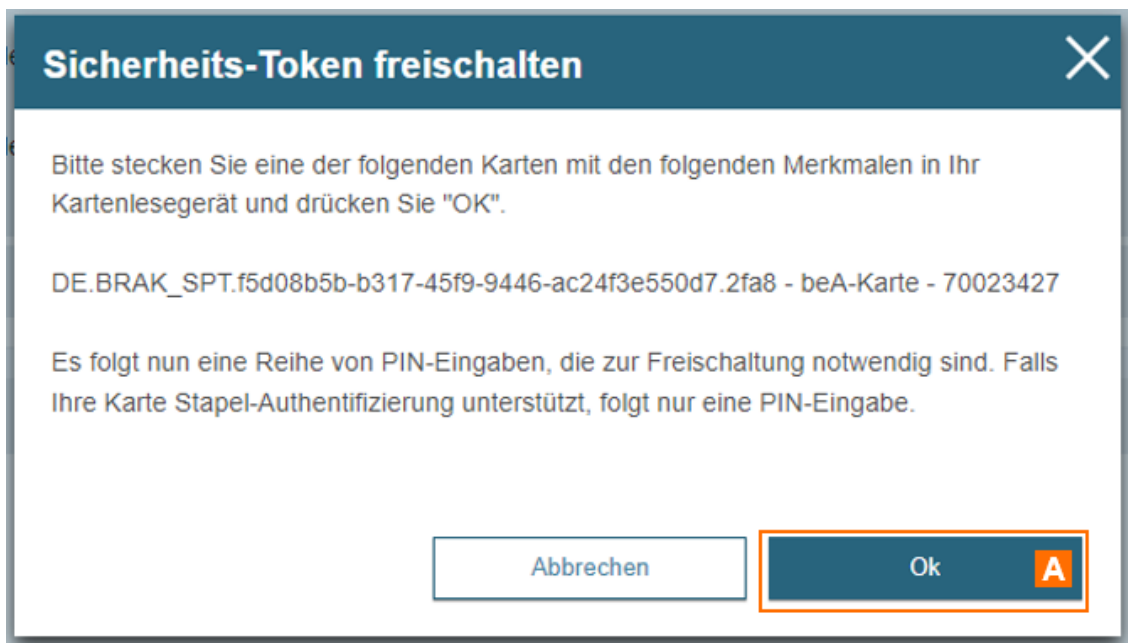 Sicherheits-Token freischalten
Bitte stecken Sie eine der folgenden Karten mit den folgenden Merkmalen in Ihr
Kartenlesegerät und drücken Sie "OK".
DE.BRAK_SPT.f5d08b5b-b317-45f9-9446-ac24f3e550d7.2fa8 - beA-Karte - 70023427
Es folgt nun eine Reihe von PIN-Eingaben, die zur Freischaltung notwendig sind. Falls
Ihre Karte Stapel-Authentifizierung unterstützt, folgt nur eine PIN-Eingabe.
Abbrechen
Ok A